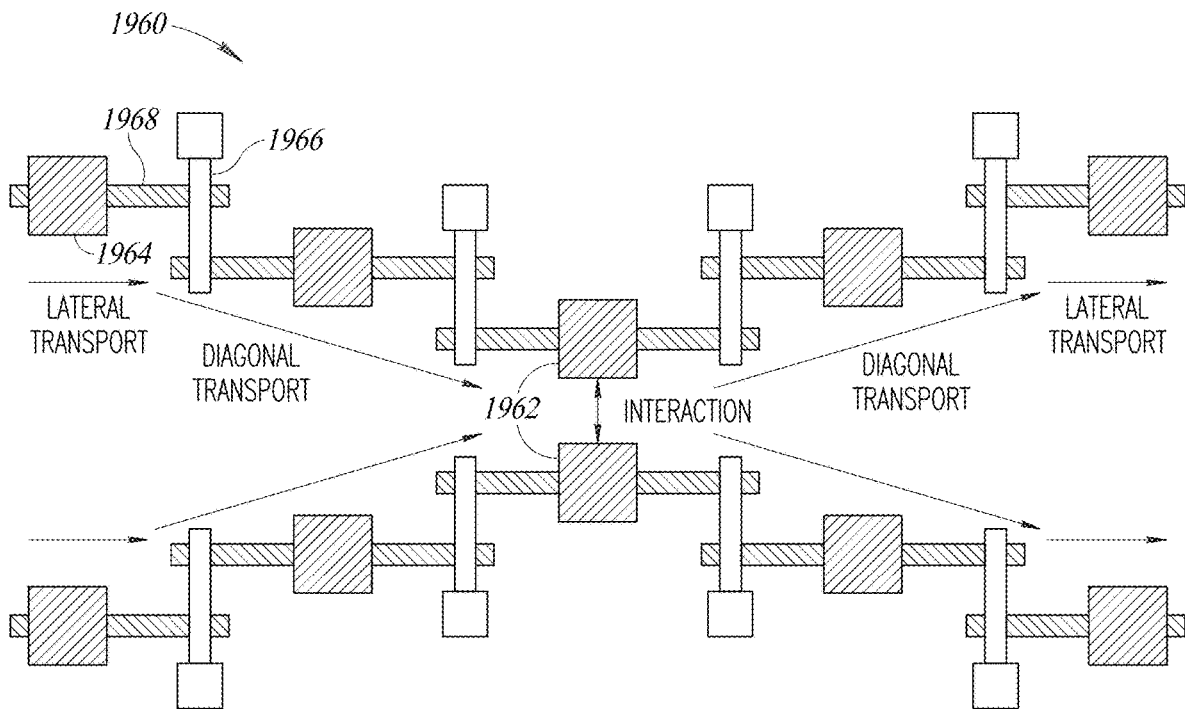 1960
1968
1966
1964
LATERAL
TRANSPORT
DIAGONAL
TRANSPORT
1962
INTERACTION
DIAGONAL
TRANSPORT
LATERAL
TRANSPORT